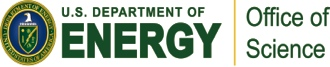 U.S. DEPARTMENT OF
ENERGY
Office of
Science